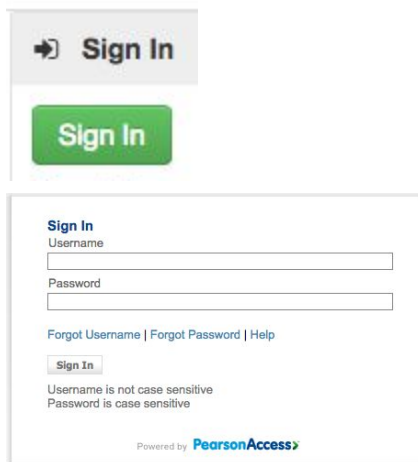 Sign In
Sign In
Sign In
Username
Password
Forgot Username | Forgot Password | Help
Sign In
Username is not case sensitive
Password is case sensitive
Powered by PearsonAccess